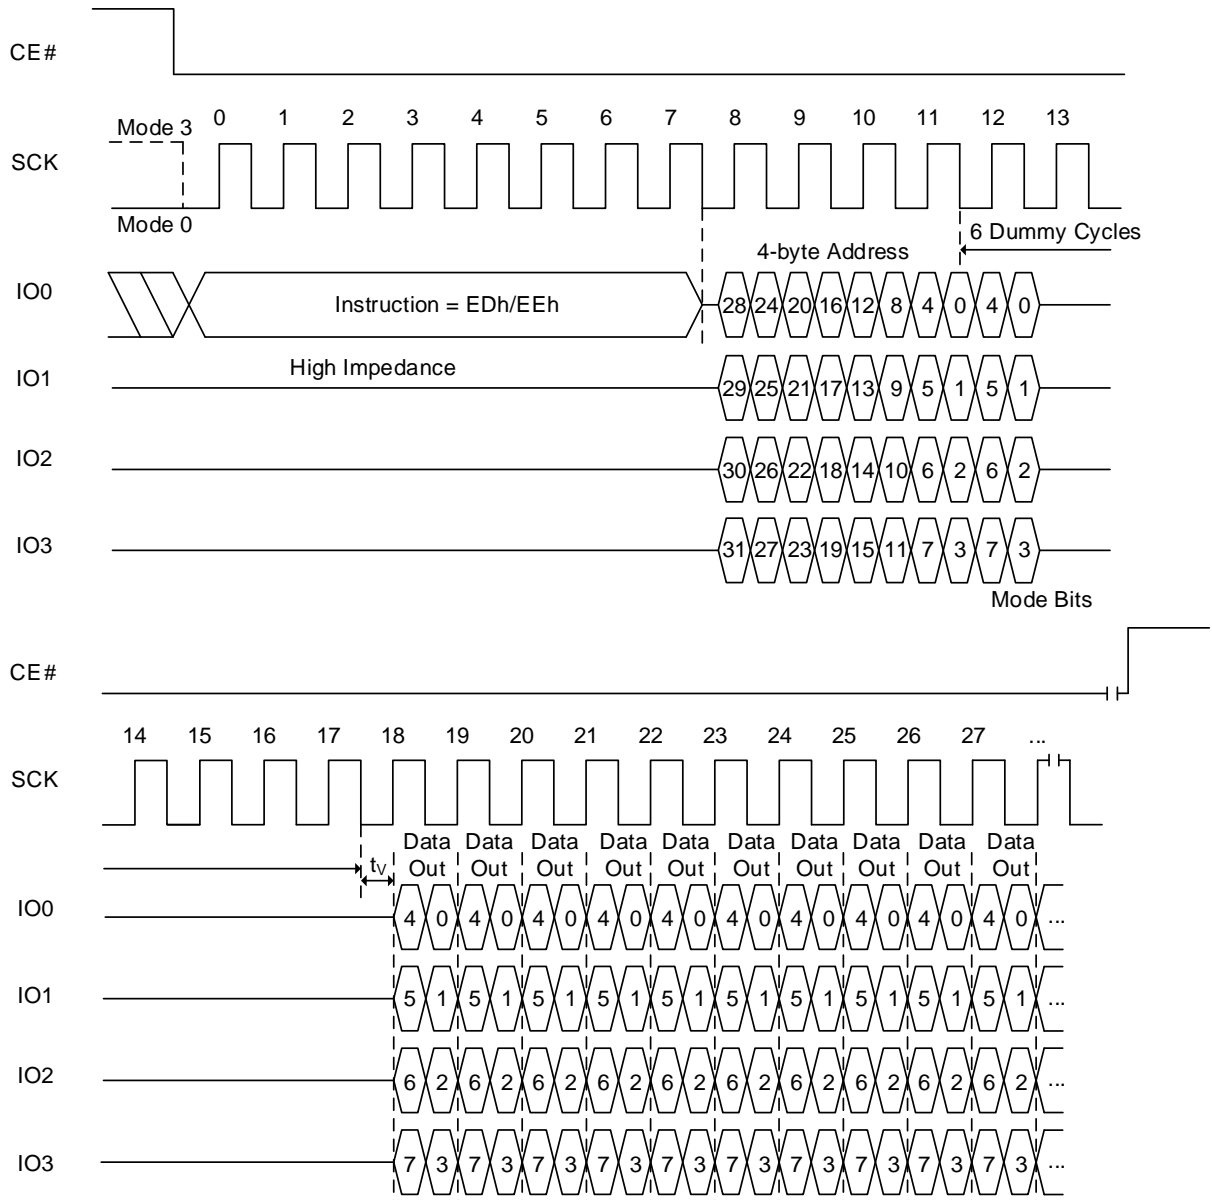 CE#
Mode 3
0 1 2 3 4 5 6 7 8 9 10 11 12 13
SCK
Mode 0
6 Dummy Cycles
4-byte Address
IO0
Instruction = EDh/EEh
28 24 20 16 12 8 4 0 4 0
High Impedance
IO1
29 25 21 17 13 9 5 1 5 1
IO2
30 26 22 18 14 10 6 2 6 2
IO3
31 27 23 19 15 11 7 3 7 3
Mode Bits
CE#
14 15 16 17 18 19 20 21 22 23 24 25 26 27 ...
SCK
Data Data Data Data Data Data Data Data Data Data
tV Out Out Out Out Out Out Out Out Out Out
IO0
4 0 4 0 4 0 4 0 4 0 4 0 4 0 4 0 4 0 4 0 ...
IO1
5 1 5 1 5 1 5 1 5 1 5 1 5 1 5 1 5 1 5 1 ...
IO2
6 2 6 2 6 2 6 2 6 2 6 2 6 2 6 2 6 2 6 2 ...
IO3
7 3 7 3 7 3 7 3 7 3 7 3 7 3 7 3 7 3 7 3 ...